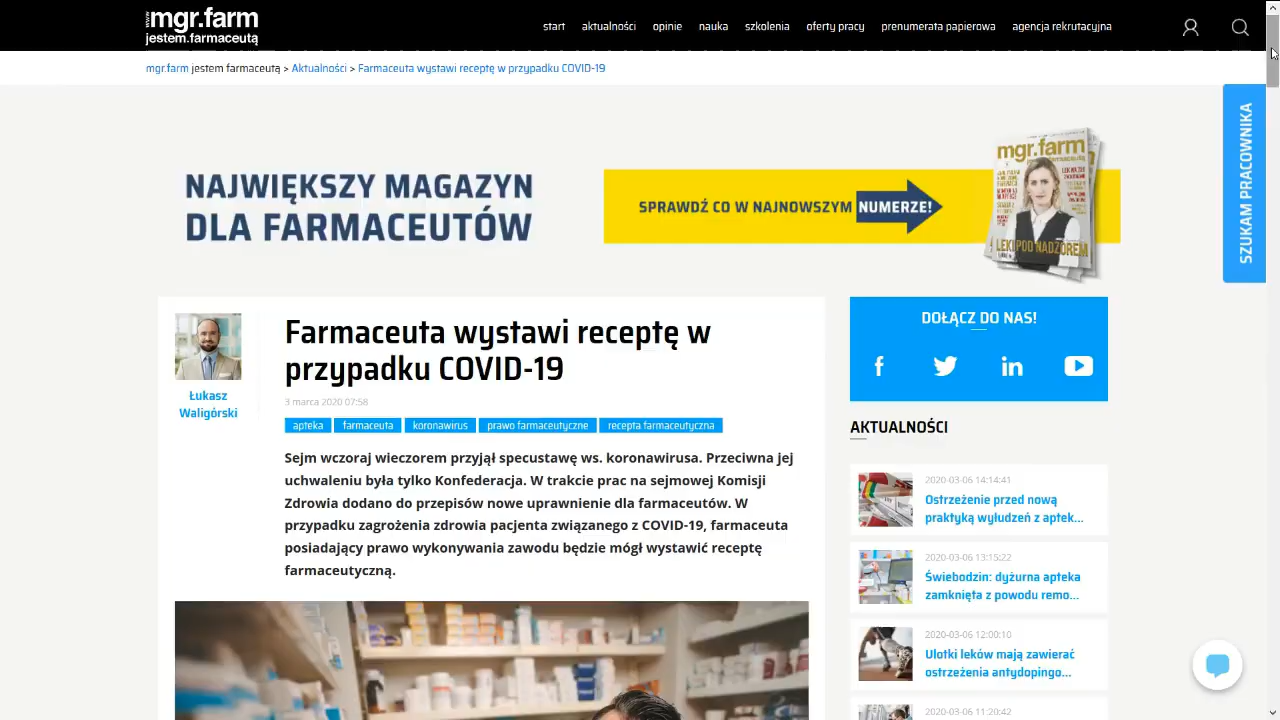 www.mgr.farm
jestem.farmaceutą
start aktualności opinie nauka szkolenia oferty pracy prenumerata papierowa agencja rekrutacyjna
mgr.farm jestem farmaceutą > Aktualności > Farmaceuta wystawi receptę w przypadku COVID-19
SZUKAM PRACOWNIKA
NAJWIĘKSZY MAGAZYN
DLA FARMACEUTÓW
SPRAWDŹ CO W NAJNOWSZYM NUMERZE!
mgr.farm
LEKI POD NADZOREM
Łukasz
Waligórski
Farmaceuta wystawi receptę w
przypadku COVID-19
3 marca 2020 07:58
apteka farmaceuta koronawirus prawo farmaceutyczne recepta farmaceutyczna
Sejm wczoraj wieczorem przyjął specustawę ws. koronawirusa. Przeciwna jej
uchwaleniu była tylko Konfederacja. W trakcie prac na sejmowej Komisji
Zdrowia dodano do przepisów nowe uprawnienie dla farmaceutów. W
przypadku zagrożenia zdrowia pacjenta związanego z COVID-19, farmaceuta
posiadający prawo wykonywania zawodu będzie mógł wystawić receptę
farmaceutyczną.
DOŁĄCZ DO NAS!
AKTUALNOŚCI
2020-03-06 14:14:41
Ostrzeżenie przed nową
praktyką wyłudzeń z aptek...
2020-03-06 13:15:22
Świebodzin: dyżurna apteka
zamknięta z powodu remo...
2020-03-06 12:00:10
Ulotki leków mają zawierać
ostrzeżenia antydopingo...
2020-03-06 11:20:42